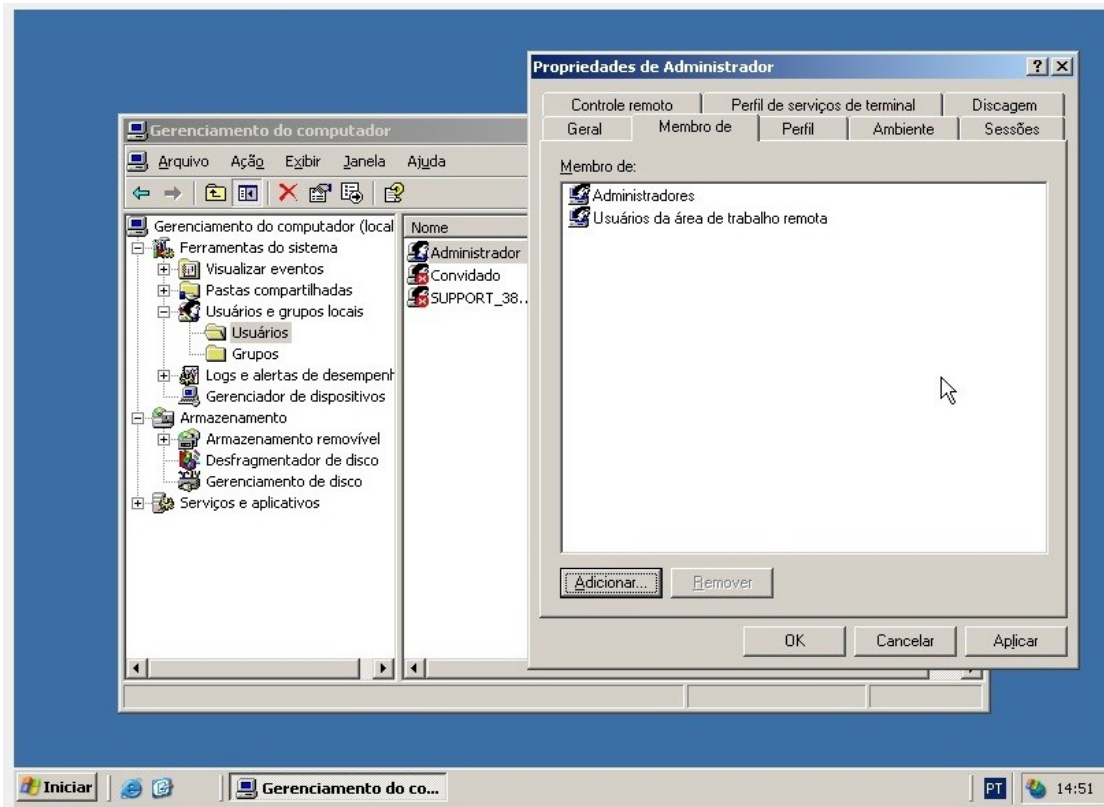 Propriedades de Administrador
Controle remoto
Perfil de serviços de terminal
Discagem
Geral
Membro de
Perfil
Ambiente
Sessões
Membro de:
Administradores
Usuários da área de trabalho remota
Adicionar...
Remover
OK
Cancelar
Aplicar
Gerenciamento do computador
Arquivo Ação Exibir Janela Ajuda
Gerenciamento do computador (local
Ferramentas do sistema
Visualizar eventos
Pastas compartilhadas
Usuários e grupos locais
Usuários
Grupos
Logs e alertas de desempenh
Gerenciador de dispositivos
Armazenamento
Armazenamento removível
Desfragmentador de disco
Gerenciamento de disco
Serviços e aplicativos
Nome
Administrador
Convidado
SUPPORT_38...
Iniciar
Gerenciamento do co...
PT
14:51